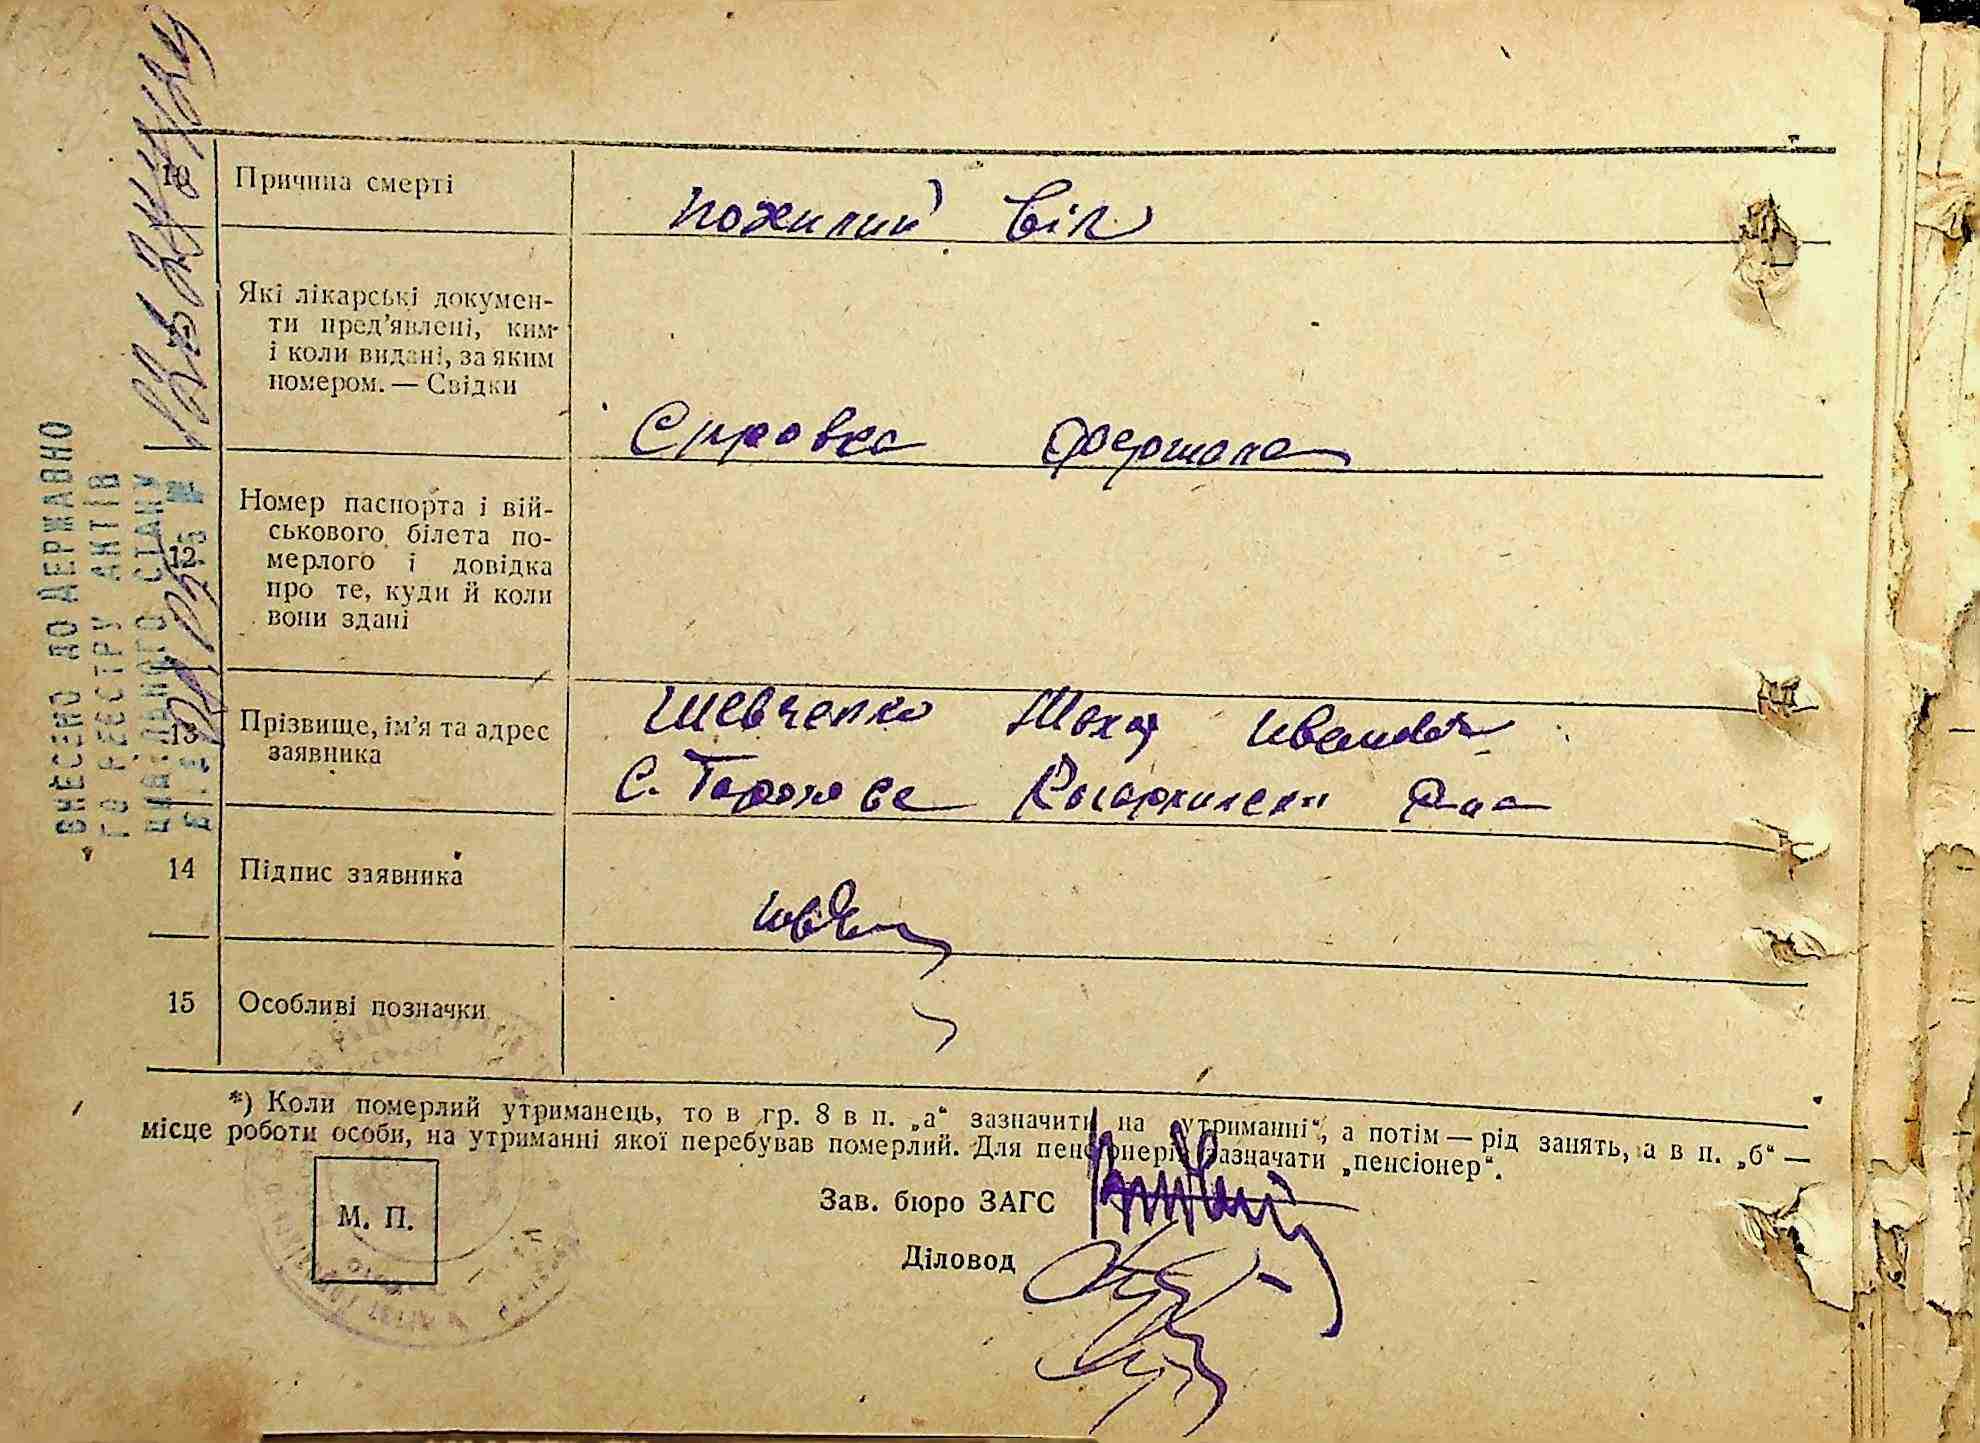 10 Причина смерті
пожилий вік
Які лікарські докумен-
ти пред’явлені, ким
і коли видані, за яким
номером. — Свідки
Справка фершала
12 Номер паспорта і вій-
ськового білета по-
мерлого і довідка
про те, куди й коли
вони здані
13 Прізвище, ім’я та адрес
заявника
Шевченко Иванович
С.
14 Підпис заявника
15 Особливі позначки
*) Коли померлий утриманець, то в гр. 8 в п. „а“ зазначити на утриманні“, а потім — рід занять, а в п. „б“ —
місце роботи особи, на утриманні якої перебував померлий. Для пенсіонерів зазначати „пенсіонер“.
М. П.
Зав. бюро ЗАГС
Діловод
ВНЕСЕНО ДО ДЕРЖАВНО
ГО РЕЄСТРУ АКТІВ
СТАНУ